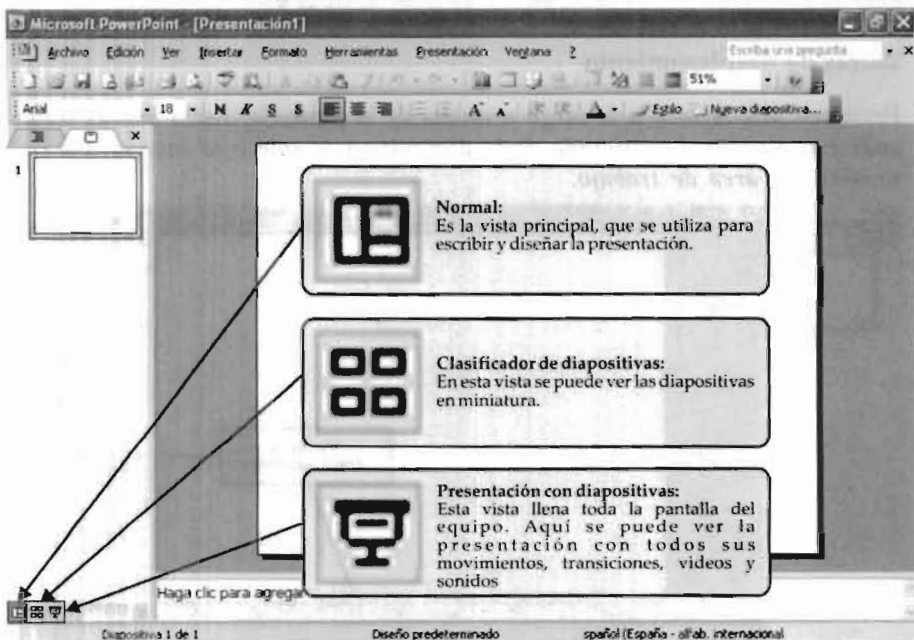 Microsoft PowerPoint - [Presentación1]
Archivo Edición Ver Insertar Formato Herramientas Presentación Ventana ? Escriba una pregunta
51%
Arial 18 N K S S A A A Estilo Nueva diapositiva...
1
Normal:
Es la vista principal, que se utiliza para
escribir y diseñar la presentación.
Clasificador de diapositivas:
En esta vista se puede ver las diapositivas
en miniatura.
Presentación con diapositivas:
Esta vista llena toda la pantalla del
equipo. Aquí se puede ver la
presentación con todos sus
movimientos, transiciones, videos y
sonidos
Haga clic para agregar
Diapositiva 1 de 1 Diseño predeterminado spañol (España - alfab. internacional